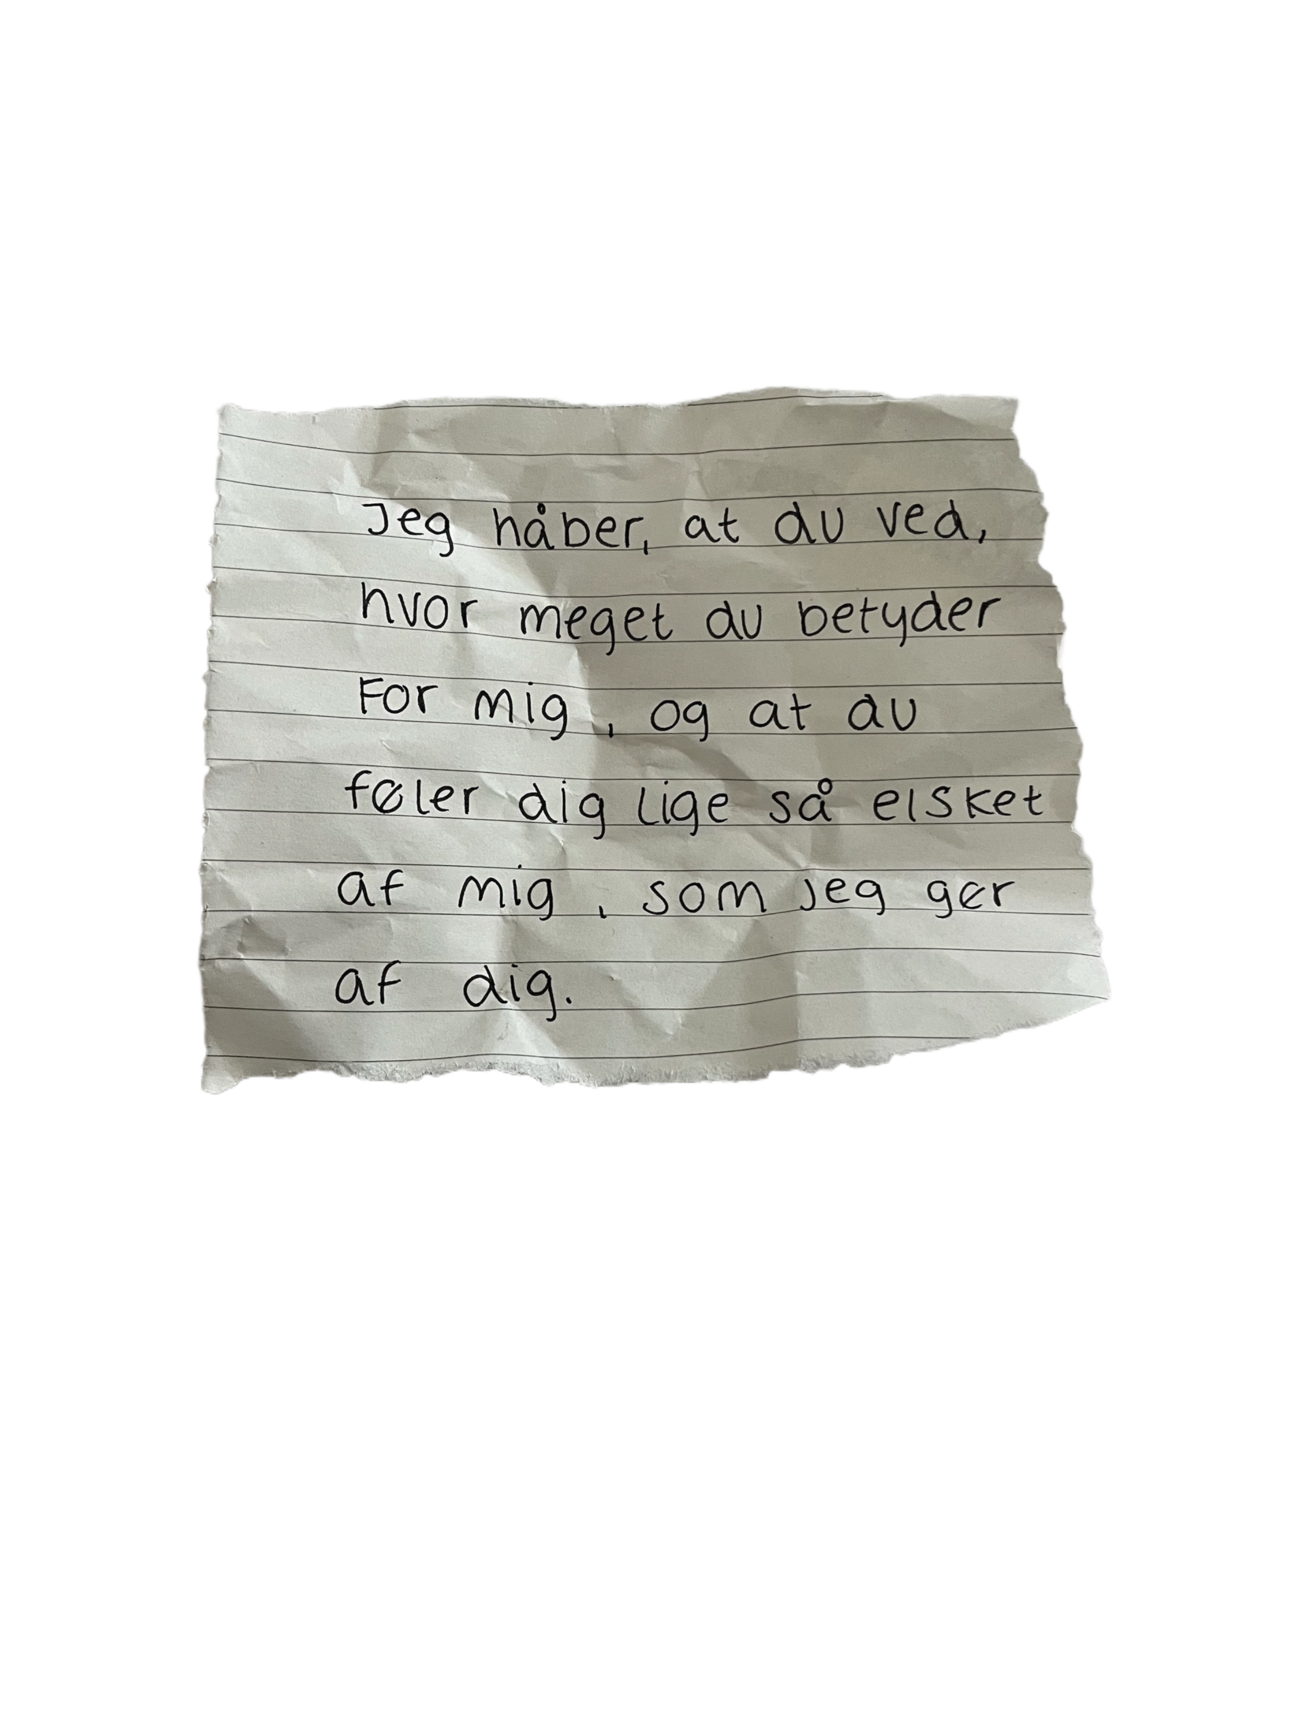 Jeg håber, at du ved,
hvor meget du betyder
For mig, og at du
føler dig lige så elsket
af mig, som jeg gør
af dig.